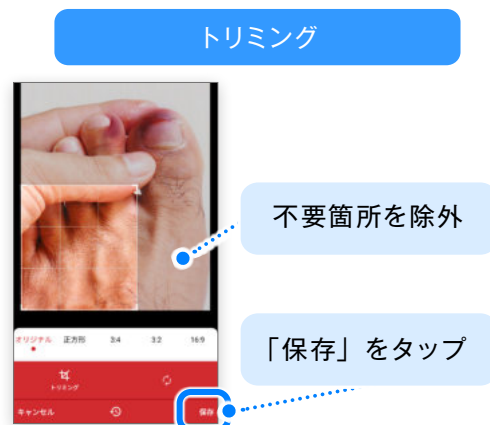 トリミング
不要箇所を除外
オリジナル 正方形 3:4 3:2 16:9
「保存」をタップ
トリミング
キャンセル 保存